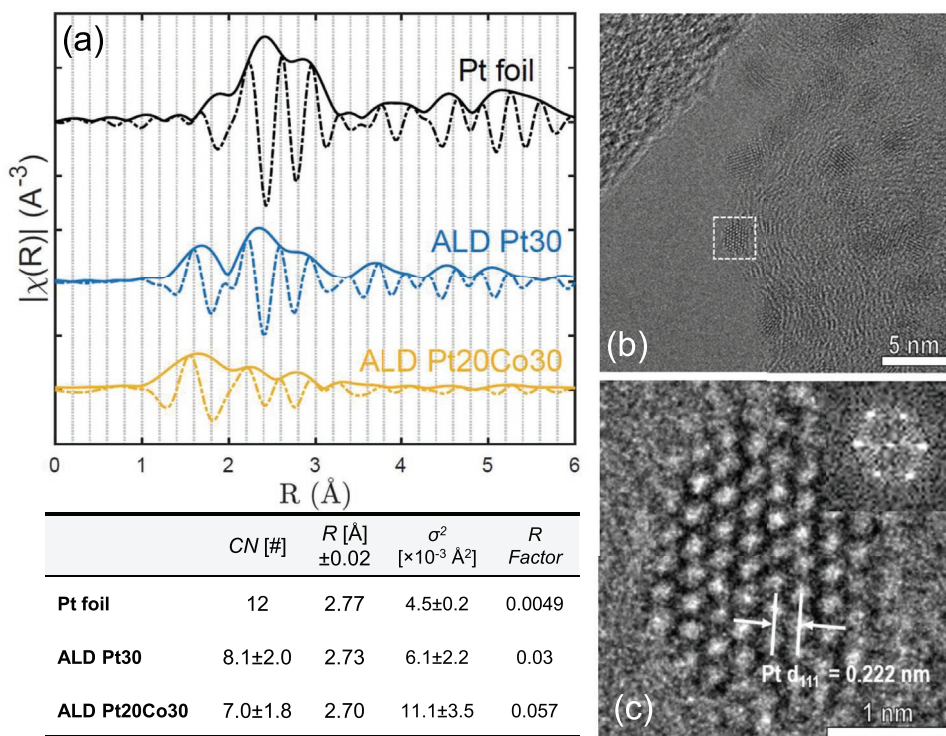 (a)
Pt foil
ALD Pt30
ALD Pt20Co30
|χ(R)| (A⁻³)
0 1 2 3 4 5 6
R (Å)
CN [#] R [Å] ±0.02 σ² [×10⁻³ Å²] R Factor
Pt foil 12 2.77 4.5±0.2 0.0049
ALD Pt30 8.1±2.0 2.73 6.1±2.2 0.03
ALD Pt20Co30 7.0±1.8 2.70 11.1±3.5 0.057
(b)
5 nm
Pt d₁₁₁ = 0.222 nm
(c)
1 nm